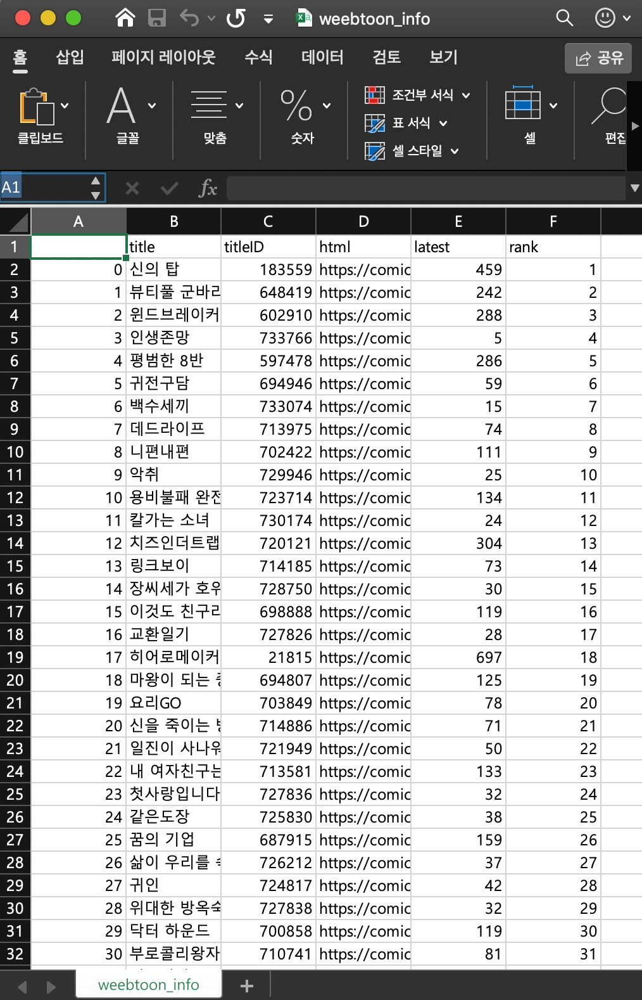 weebtoon_info
홈 삽입 페이지 레이아웃 수식 데이터 검토 보기 공유
조건부 서식
표 서식
클립보드 글꼴 맞춤 숫자 셀 편집
셀 스타일
A1 fx
A B C D E F
1 title titleID html latest rank
2 0 신의 탑 183559 https://comic 459 1
3 1 뷰티풀 군바리 648419 https://comic 242 2
4 2 윈드브레이커 602910 https://comic 288 3
5 3 인생존망 733766 https://comic 5 4
6 4 평범한 8반 597478 https://comic 286 5
7 5 귀전구담 694946 https://comic 59 6
8 6 백수세끼 733074 https://comic 15 7
9 7 데드라이프 713975 https://comic 74 8
10 8 니편내편 702422 https://comic 111 9
11 9 악취 729946 https://comic 25 10
12 10 용비불패 완전 723714 https://comic 134 11
13 11 칼가는 소녀 730174 https://comic 24 12
14 12 치즈인더트랩 720121 https://comic 304 13
15 13 링크보이 714185 https://comic 73 14
16 14 장씨세가 호위 728750 https://comic 30 15
17 15 이것도 친구라 698888 https://comic 119 16
18 16 교환일기 727826 https://comic 28 17
19 17 히어로메이커 21815 https://comic 697 18
20 18 마왕이 되는 694807 https://comic 125 19
21 19 요리GO 703849 https://comic 78 20
22 20 신을 죽이는 714886 https://comic 71 21
23 21 일진이 사나워 721949 https://comic 50 22
24 22 내 여자친구는 713581 https://comic 133 23
25 23 첫사랑입니다 727836 https://comic 32 24
26 24 같은도장 725830 https://comic 38 25
27 25 꿈의 기업 687915 https://comic 159 26
28 26 삶이 우리를 726212 https://comic 37 27
29 27 귀인 724817 https://comic 42 28
30 28 위대한 방옥숙 727838 https://comic 32 29
31 29 닥터 하운드 700858 https://comic 119 30
32 30 부로콜리왕자 710741 https://comic 81 31
weebtoon_info